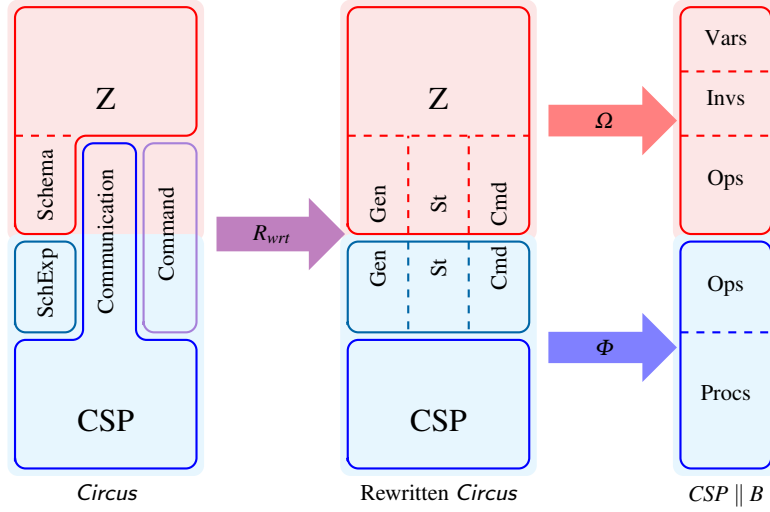 Z
Schema
Communication
Command
SchExp
CSP
Circus
R_wrt
Z
Gen
St
Cmd
Gen
St
Cmd
CSP
Rewritten Circus
Ω
Φ
Vars
Invs
Ops
Ops
Procs
CSP ∥ B